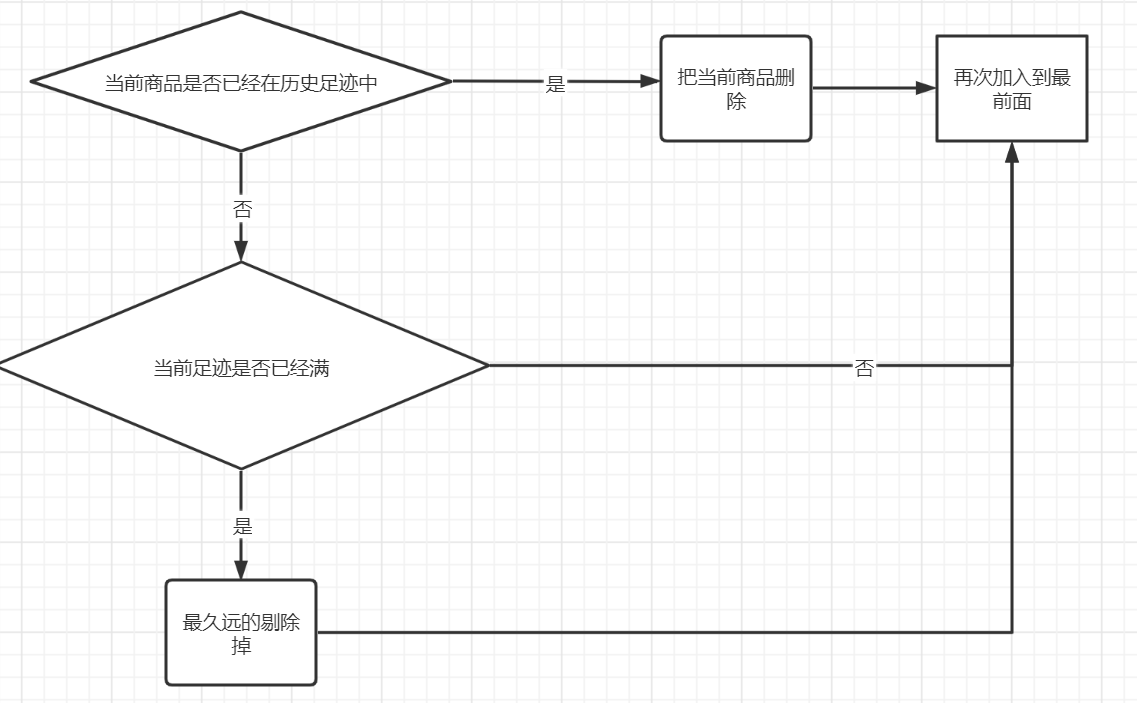 当前商品是否已经在历史足迹中
是
把当前商品删
除
再次加入到最
前面
否
当前足迹是否已经满
否
是
最久远的剔除
掉